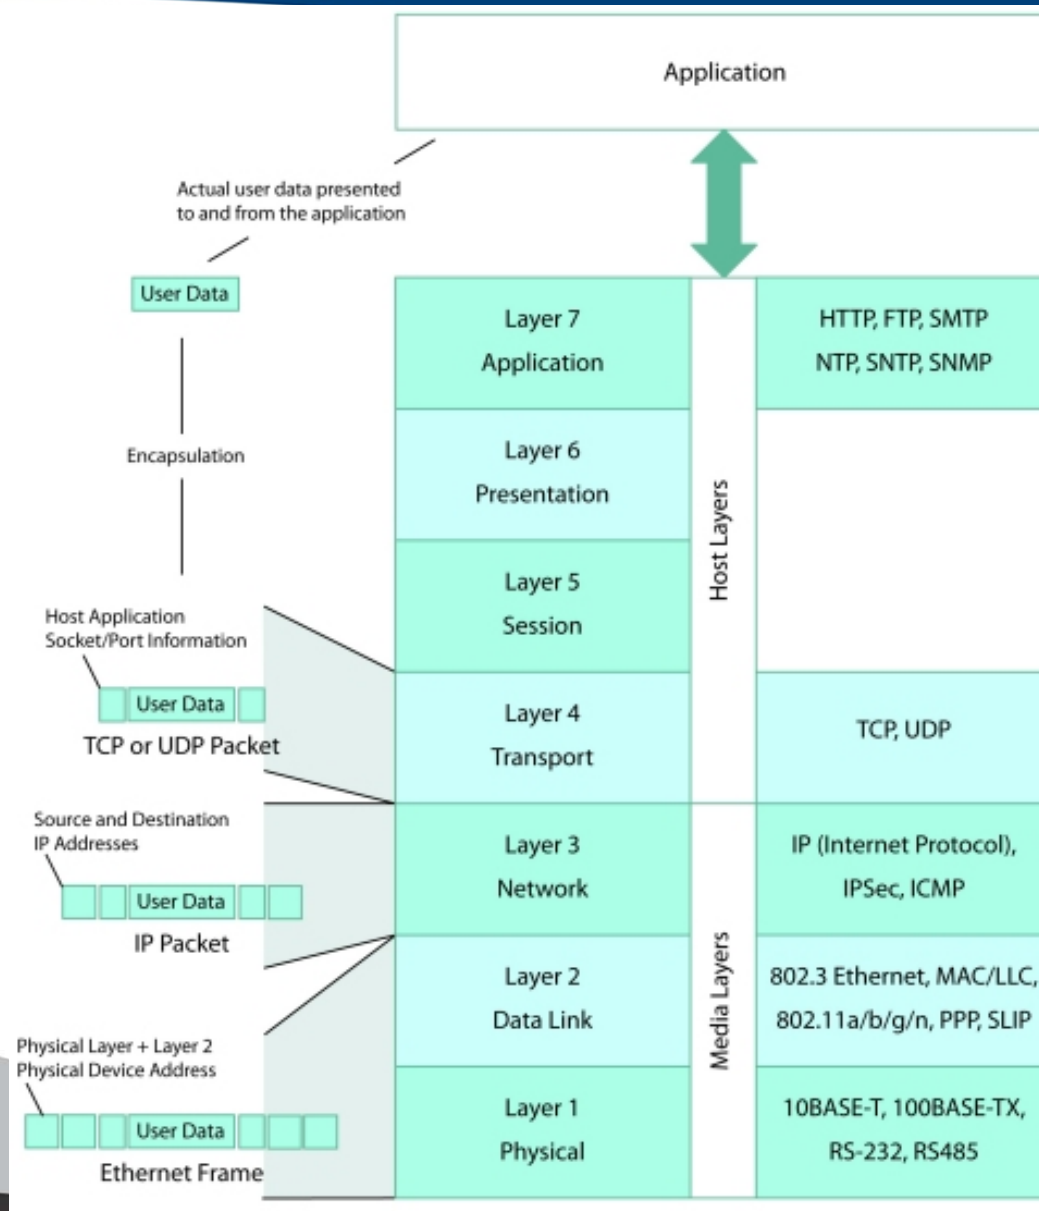 Application
Actual user data presented
to and from the application
User Data
Encapsulation
Host Application
Socket/Port Information
User Data
TCP or UDP Packet
Source and Destination
IP Addresses
User Data
IP Packet
Physical Layer + Layer 2
Physical Device Address
User Data
Ethernet Frame
Layer 7
Application
Layer 6
Presentation
Layer 5
Session
Layer 4
Transport
Layer 3
Network
Layer 2
Data Link
Layer 1
Physical
Host Layers
Media Layers
HTTP, FTP, SMTP
NTP, SNTP, SNMP
TCP, UDP
IP (Internet Protocol),
IPSec, ICMP
802.3 Ethernet, MAC/LLC,
802.11a/b/g/n, PPP, SLIP
10BASE-T, 100BASE-TX,
RS-232, RS485